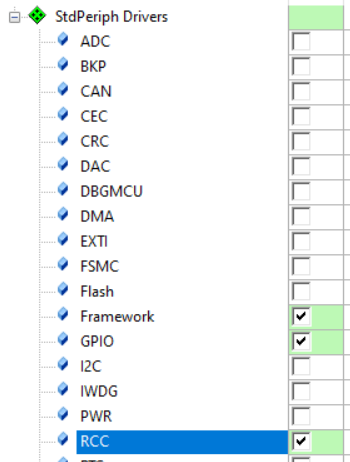 StdPeriph Drivers
ADC
BKP
CAN
CEC
CRC
DAC
DBGMCU
DMA
EXTI
FSMC
Flash
Framework
GPIO
I2C
IWDG
PWR
RCC